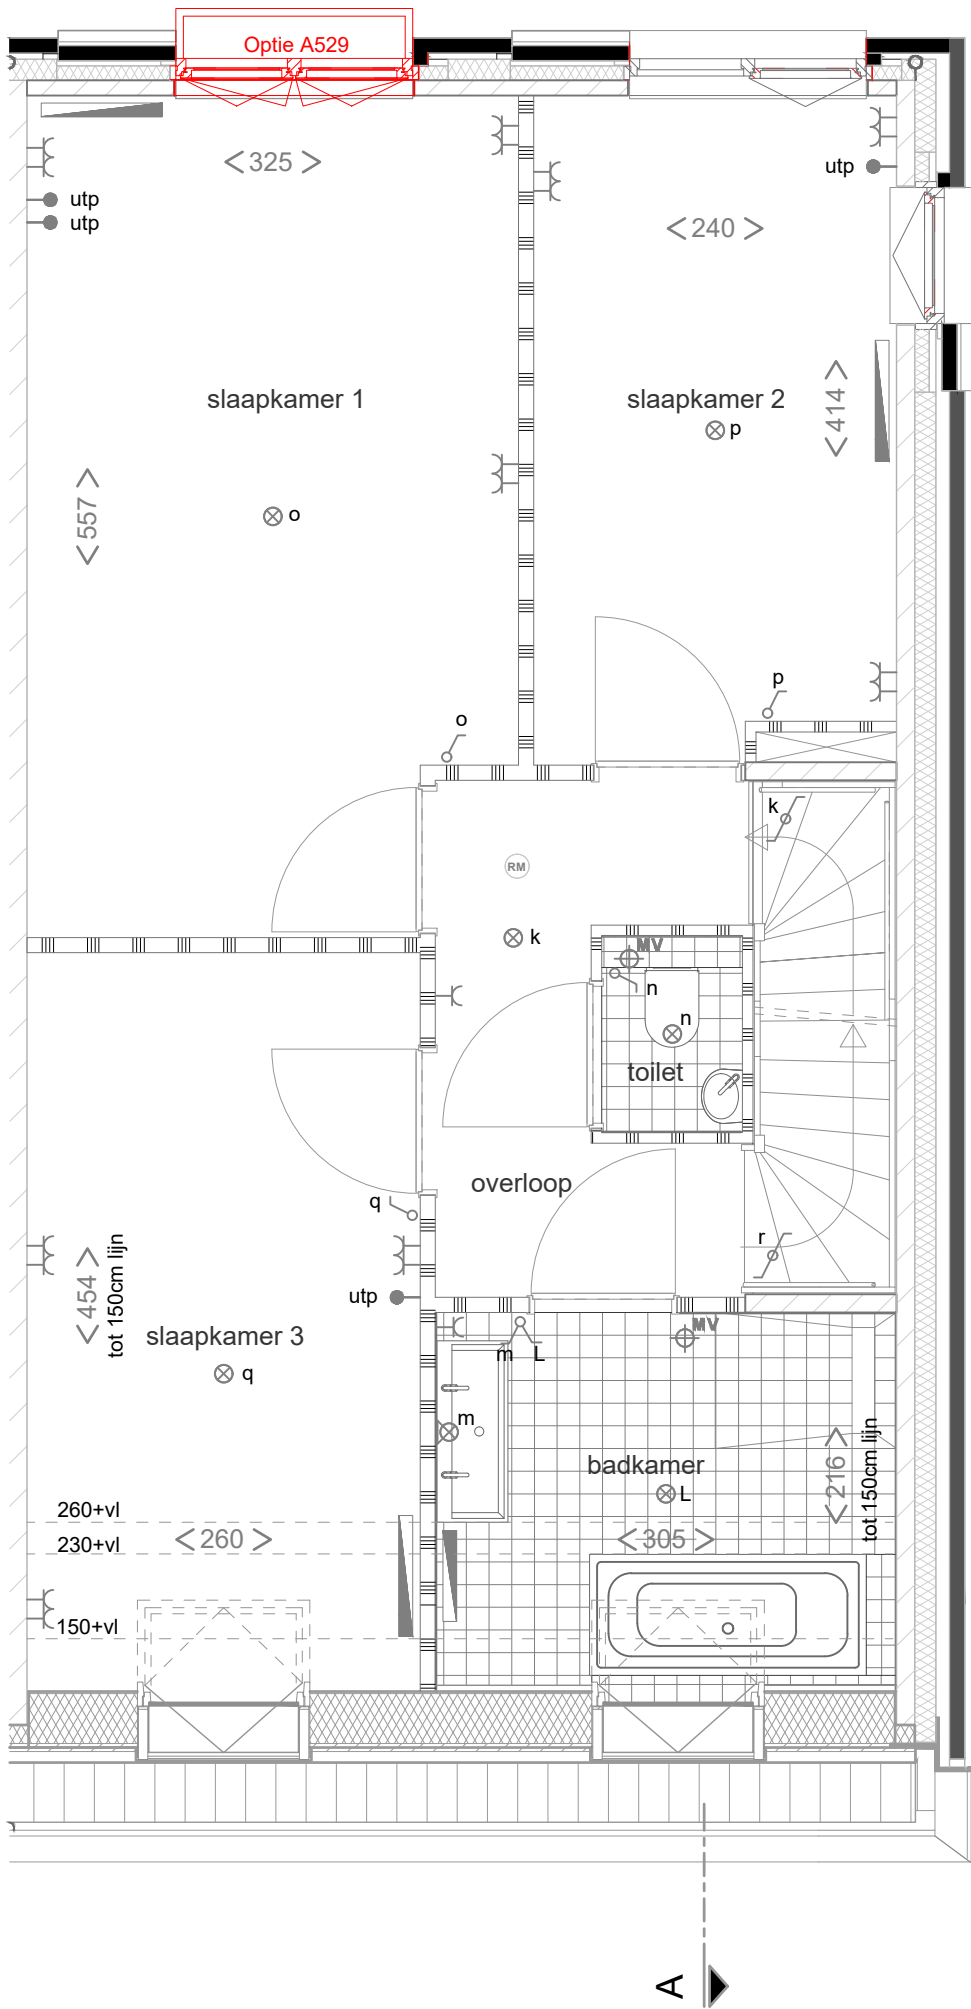 Optie A529
<325>
utp
utp
utp
<240>
slaapkamer 1
slaapkamer 2
<414>
p
<557>
o
p
o
k
RM
k
MV
n
n
toilet
overloop
q
r
<454>
tot 150cm lijn
utp
slaapkamer 3
MV
m
L
q
m
badkamer
<216>
tot 150cm lijn
L
260+vl
<260>
<305>
230+vl
150+vl
A